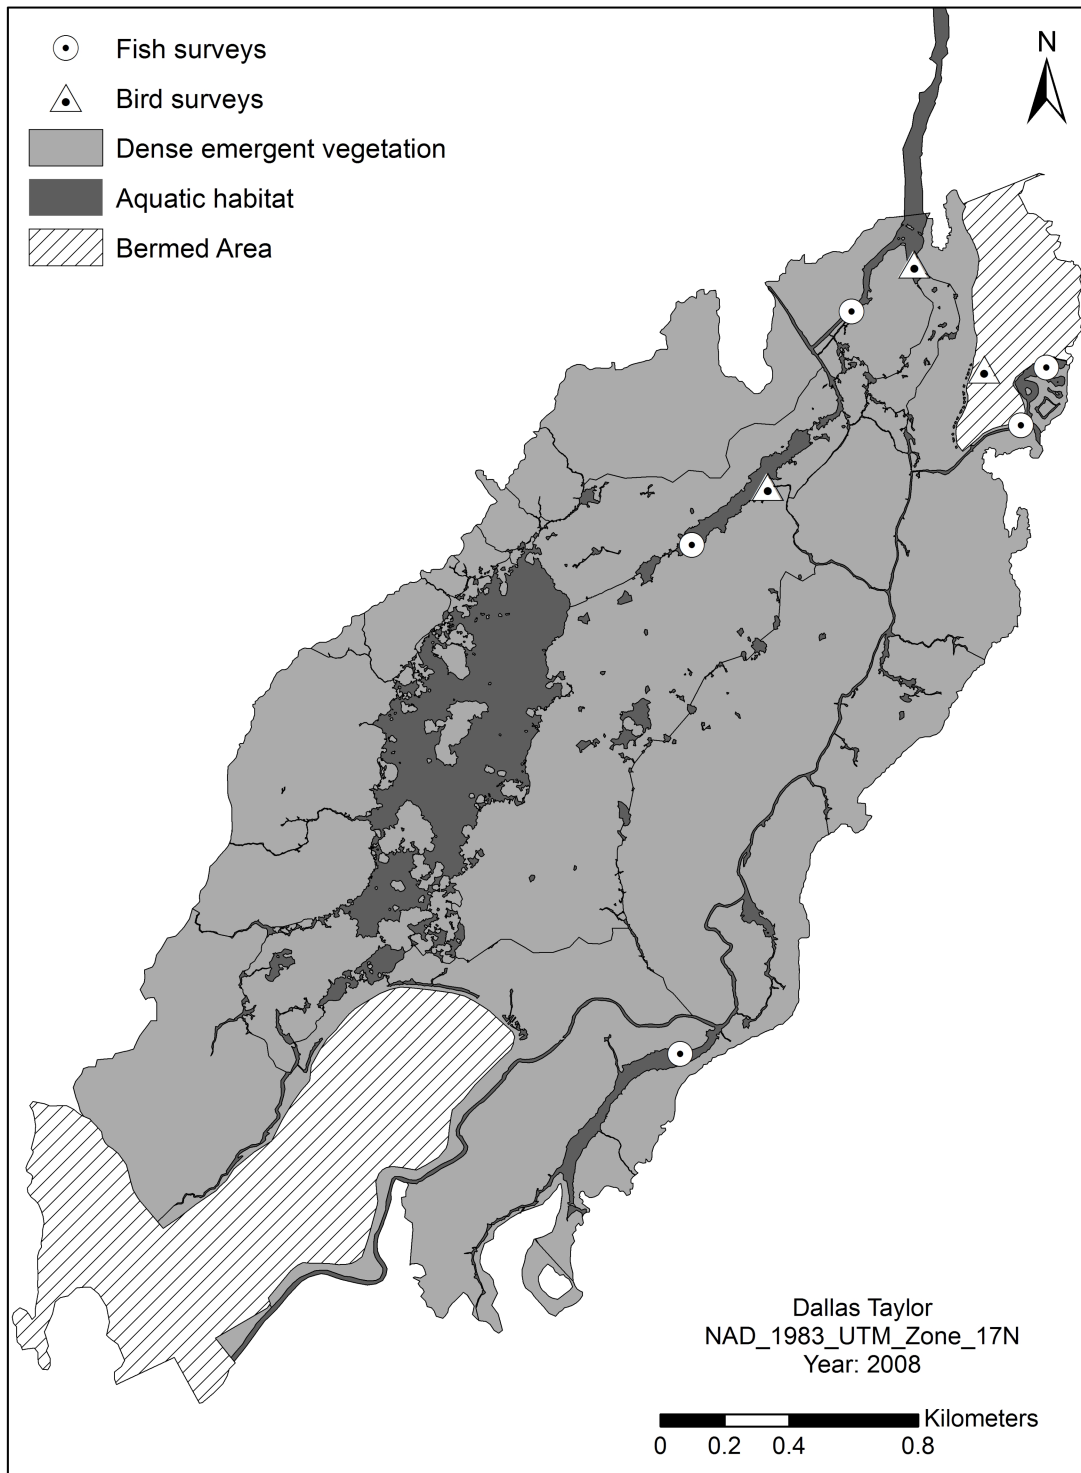 Fish surveys
Bird surveys
Dense emergent vegetation
Aquatic habitat
Bermed Area
N
Dallas Taylor
NAD_1983_UTM_Zone_17N
Year: 2008
Kilometers
0 0.2 0.4 0.8